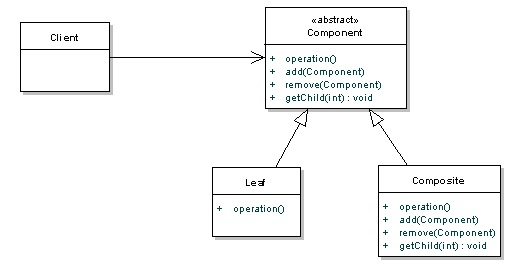 Client
«abstract»
Component
+ operation()
+ add(Component)
+ remove(Component)
+ getChild(int) : void
Leaf
+ operation()
Composite
+ operation()
+ add(Component)
+ remove(Component)
+ getChild(int) : void